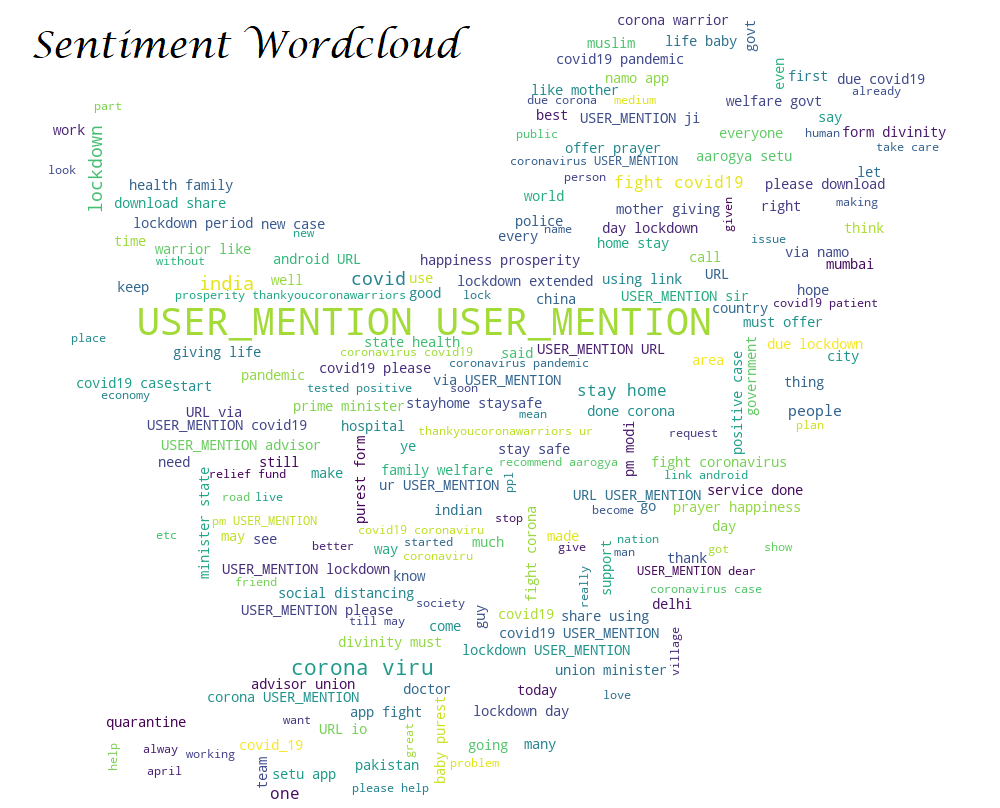 Sentiment Wordcloud
corona warrior
muslim
life baby
govt
covid19 pandemic
namo app
even
first
due covid19
like mother
already
due corona
medium
welfare govt
part
best
USER_MENTION ji
say
work
lockdown
public
everyone
human
form divinity
offer prayer
take care
coronavirus USER_MENTION
aarogya setu
look
person
fight covid19
let
health family
please download
download share
world
mother giving
given
right
making
lockdown period
new case
police
name
day lockdown
think
time
new
every
home stay
issue
warrior like
via namo
without
android URL
happiness prosperity
call
mumbai
india
well
covid
use
lockdown extended
using link
URL
keep
prosperity thankyoucoronawarriors
good
lock
china
USER_MENTION sir
hope
country
covid19 patient
USER_MENTION USER_MENTION
must offer
place
state health
giving life
coronavirus covid19
said
USER_MENTION URL
due lockdown
coronavirus pandemic
area
government
city
covid19 please
pandemic
via USER_MENTION
covid19 case
start
tested positive
soon
stay home
positive case
thing
economy
URL via
prime minister
stayhome staysafe
mean
done corona
people
USER_MENTION covid19
hospital
thankyoucoronawarriors ur
pm modi
request
plan
USER_MENTION advisor
purest form
ye
stay safe
need
still
recommend aarogya
fight coronavirus
relief fund
make
family welfare
ppl
link android
minister state
ur USER_MENTION
URL USER_MENTION
service done
road
live
become
go
prayer happiness
pm USER_MENTION
indian
stop
day
etc
may
see
covid19 coronaviru
fight corona
made
nation
better
way
started
much
give
man
support
got
show
coronaviru
thank
USER_MENTION lockdown
know
really
USER_MENTION dear
friend
coronavirus case
social distancing
society
delhi
USER_MENTION please
guy
covid19
share using
till may
come
covid19 USER_MENTION
village
divinity must
lockdown USER_MENTION
corona viru
union minister
advisor union
doctor
today
love
corona USER_MENTION
baby purest
quarantine
want
app fight
lockdown day
URL io
great
help
alway
working
covid_19
going
many
april
team
setu app
pakistan
problem
one
please help